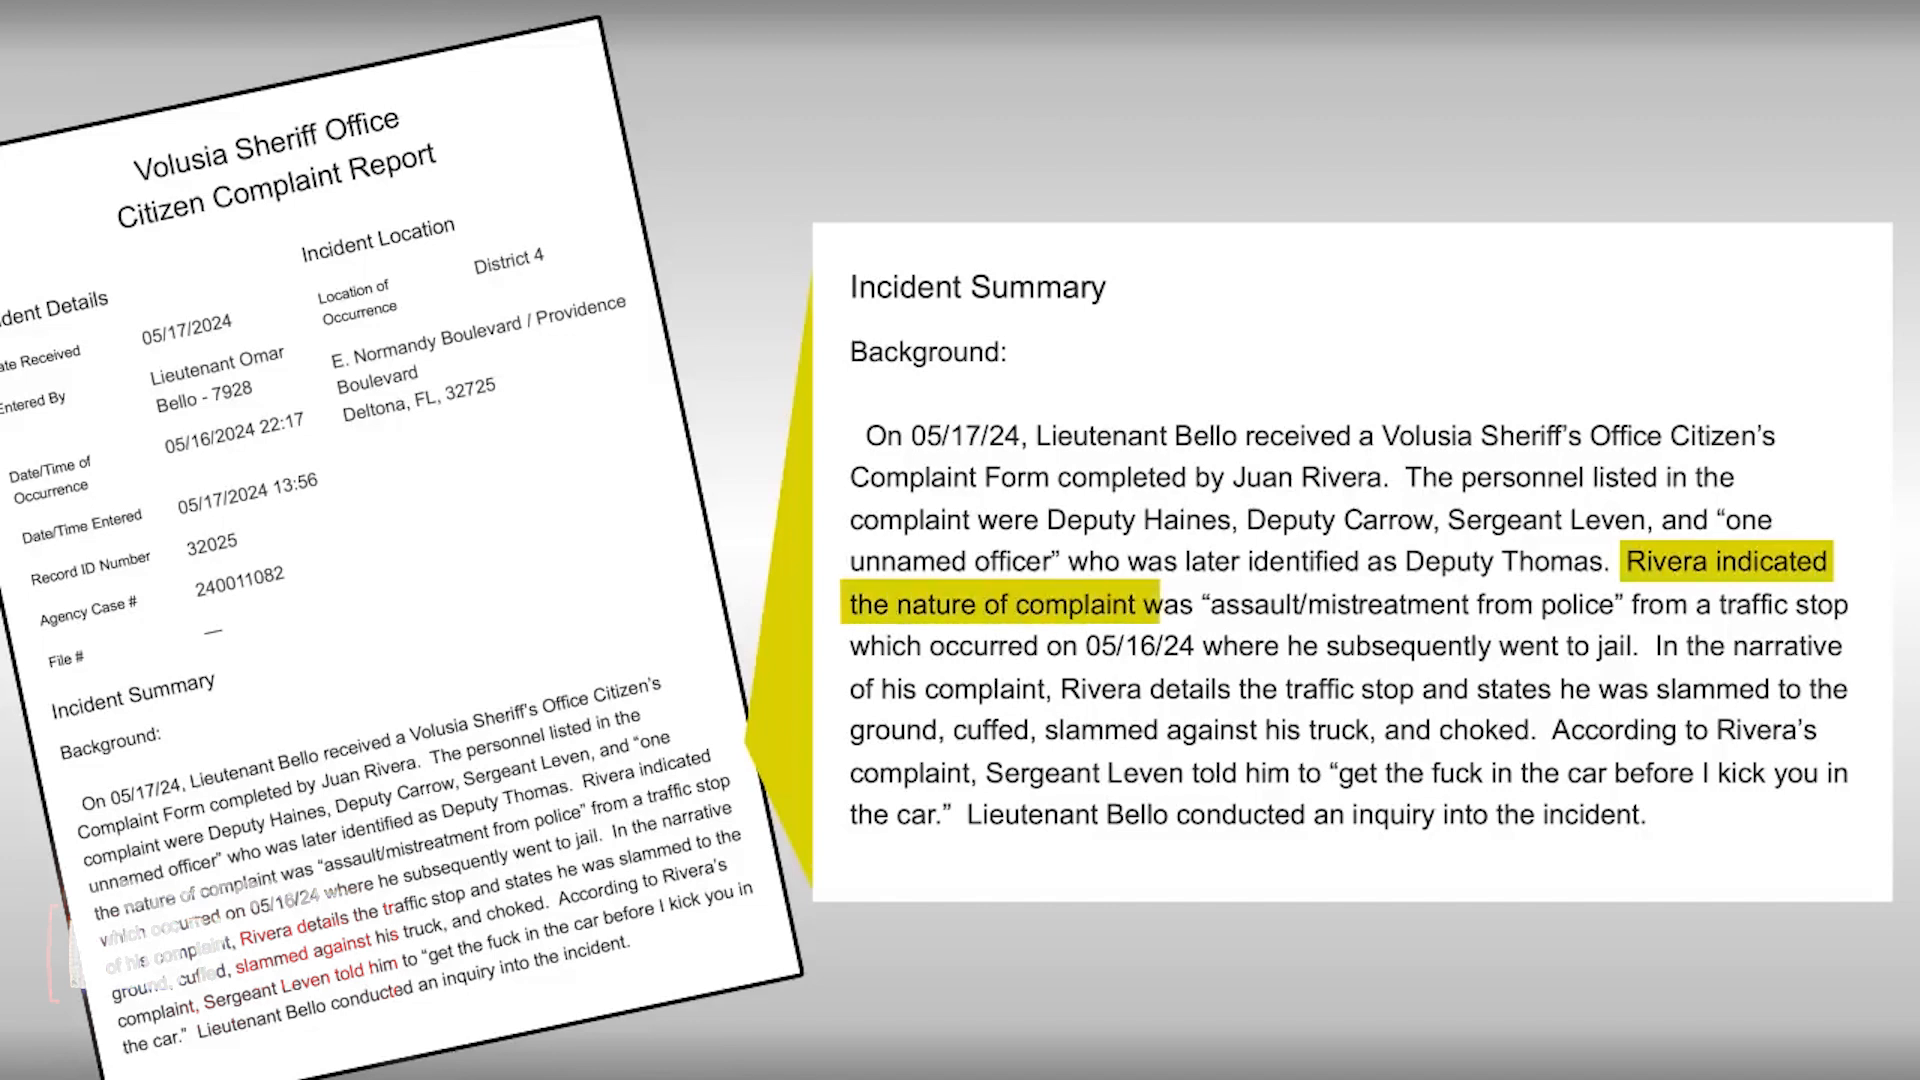 Volusia Sheriff Office
Citizen Complaint Report
Incident Location
dent Details
Location of
Occurrence
District 4
ate Received
05/17/2024
E. Normandy Boulevard / Providence
Boulevard
Deltona, FL, 32725
Entered By
Lieutenant Omar
Bello - 7928
Date/Time of
Occurrence
05/16/2024 22:17
Date/Time Entered
05/17/2024 13:56
Record ID Number
32025
Agency Case #
240011082
File #
—
Incident Summary
Background:
On 05/17/24, Lieutenant Bello received a Volusia Sheriff’s Office Citizen’s
Complaint Form completed by Juan Rivera. The personnel listed in the
complaint were Deputy Haines, Deputy Carrow, Sergeant Leven, and “one
unnamed officer” who was later identified as Deputy Thomas. Rivera indicated
the nature of complaint was “assault/mistreatment from police” from a traffic stop
which occurred on 05/16/24 where he subsequently went to jail. In the narrative
of his complaint, Rivera details the traffic stop and states he was slammed to the
ground, cuffed, slammed against his truck, and choked. According to Rivera’s
complaint, Sergeant Leven told him to “get the fuck in the car before I kick you in
the car.” Lieutenant Bello conducted an inquiry into the incident.
Incident Summary
Background:
On 05/17/24, Lieutenant Bello received a Volusia Sheriff’s Office Citizen’s
Complaint Form completed by Juan Rivera. The personnel listed in the
complaint were Deputy Haines, Deputy Carrow, Sergeant Leven, and “one
unnamed officer” who was later identified as Deputy Thomas. Rivera indicated
the nature of complaint was “assault/mistreatment from police” from a traffic stop
which occurred on 05/16/24 where he subsequently went to jail. In the narrative
of his complaint, Rivera details the traffic stop and states he was slammed to the
ground, cuffed, slammed against his truck, and choked. According to Rivera’s
complaint, Sergeant Leven told him to “get the fuck in the car before I kick you in
the car.” Lieutenant Bello conducted an inquiry into the incident.